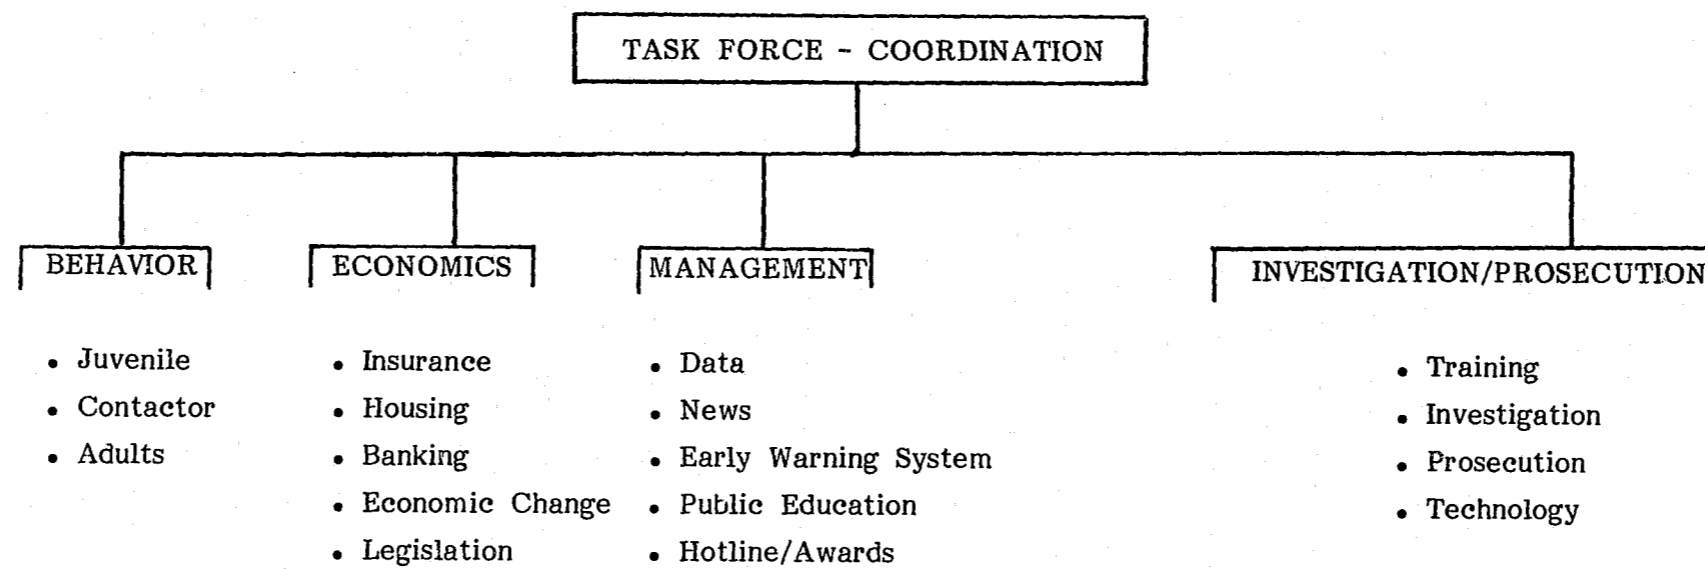 TASK FORCE - COORDINATION
BEHAVIOR
• Juvenile
• Contactor
• Adults
ECONOMICS
• Insurance
• Housing
• Banking
• Economic Change
• Legislation
MANAGEMENT
• Data
• News
• Early Warning System
• Public Education
• Hotline/Awards
INVESTIGATION/PROSECUTION
• Training
• Investigation
• Prosecution
• Technology